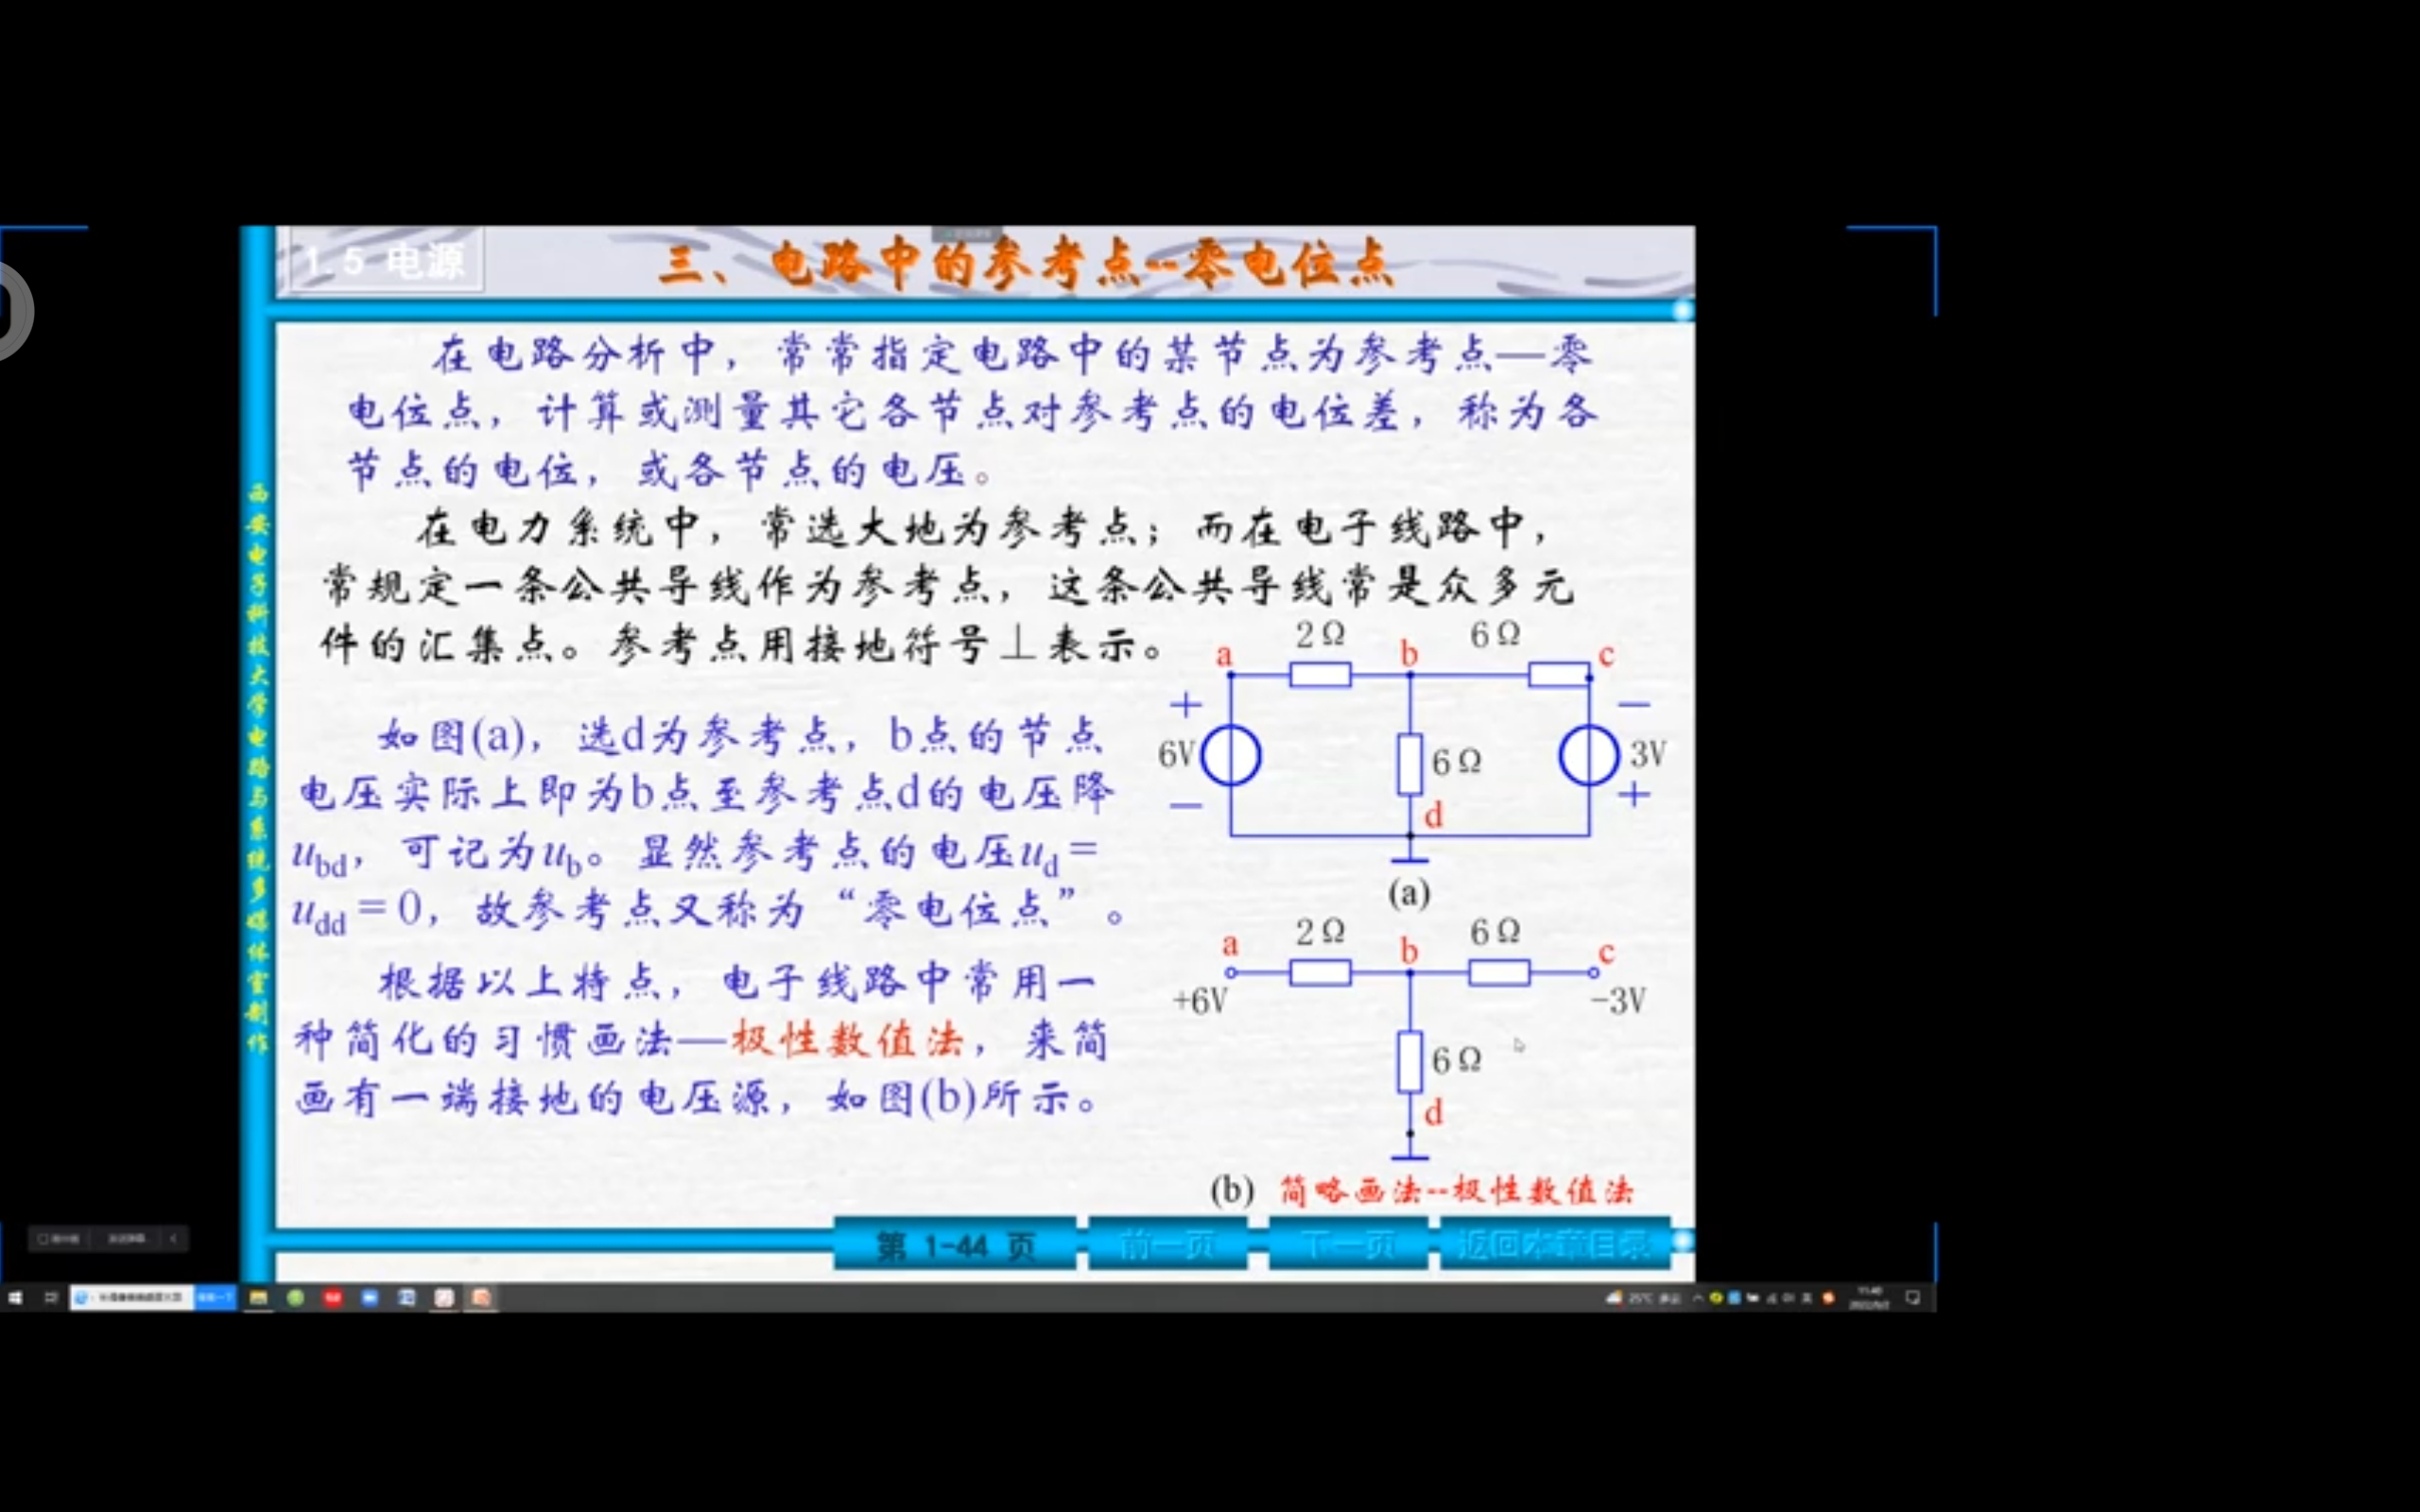 1.5 电源
三、电路中的参考点--零电位点
在电路分析中，常常指定电路中的某节点为参考点—零
电位点，计算或测量其它各节点对参考点的电位差，称为各
节点的电位，或各节点的电压。
在电力系统中，常选大地为参考点；而在电子线路中，
常规定一条公共导线作为参考点，这条公共导线常是众多元
件的汇集点。参考点用接地符号⊥表示。
如图(a)，选d为参考点，b点的节点
电压实际上即为b点至参考点d的电压降
ubd，可记为ub。显然参考点的电压ud=
udd=0，故参考点又称为“零电位点”。
根据以上特点，电子线路中常用一
种简化的习惯画法—极性数值法，来简
画有一端接地的电压源，如图(b)所示。
2Ω 6Ω
a b c
+ −
6V 6Ω 3V
− +
d
(a)
2Ω 6Ω
a b c
+6V −3V
6Ω
d
(b) 简略画法--极性数值法
西安电子科技大学电路与系统多媒体室制作
第 1-44 页 前一页 下一页 返回本章目录
25°C